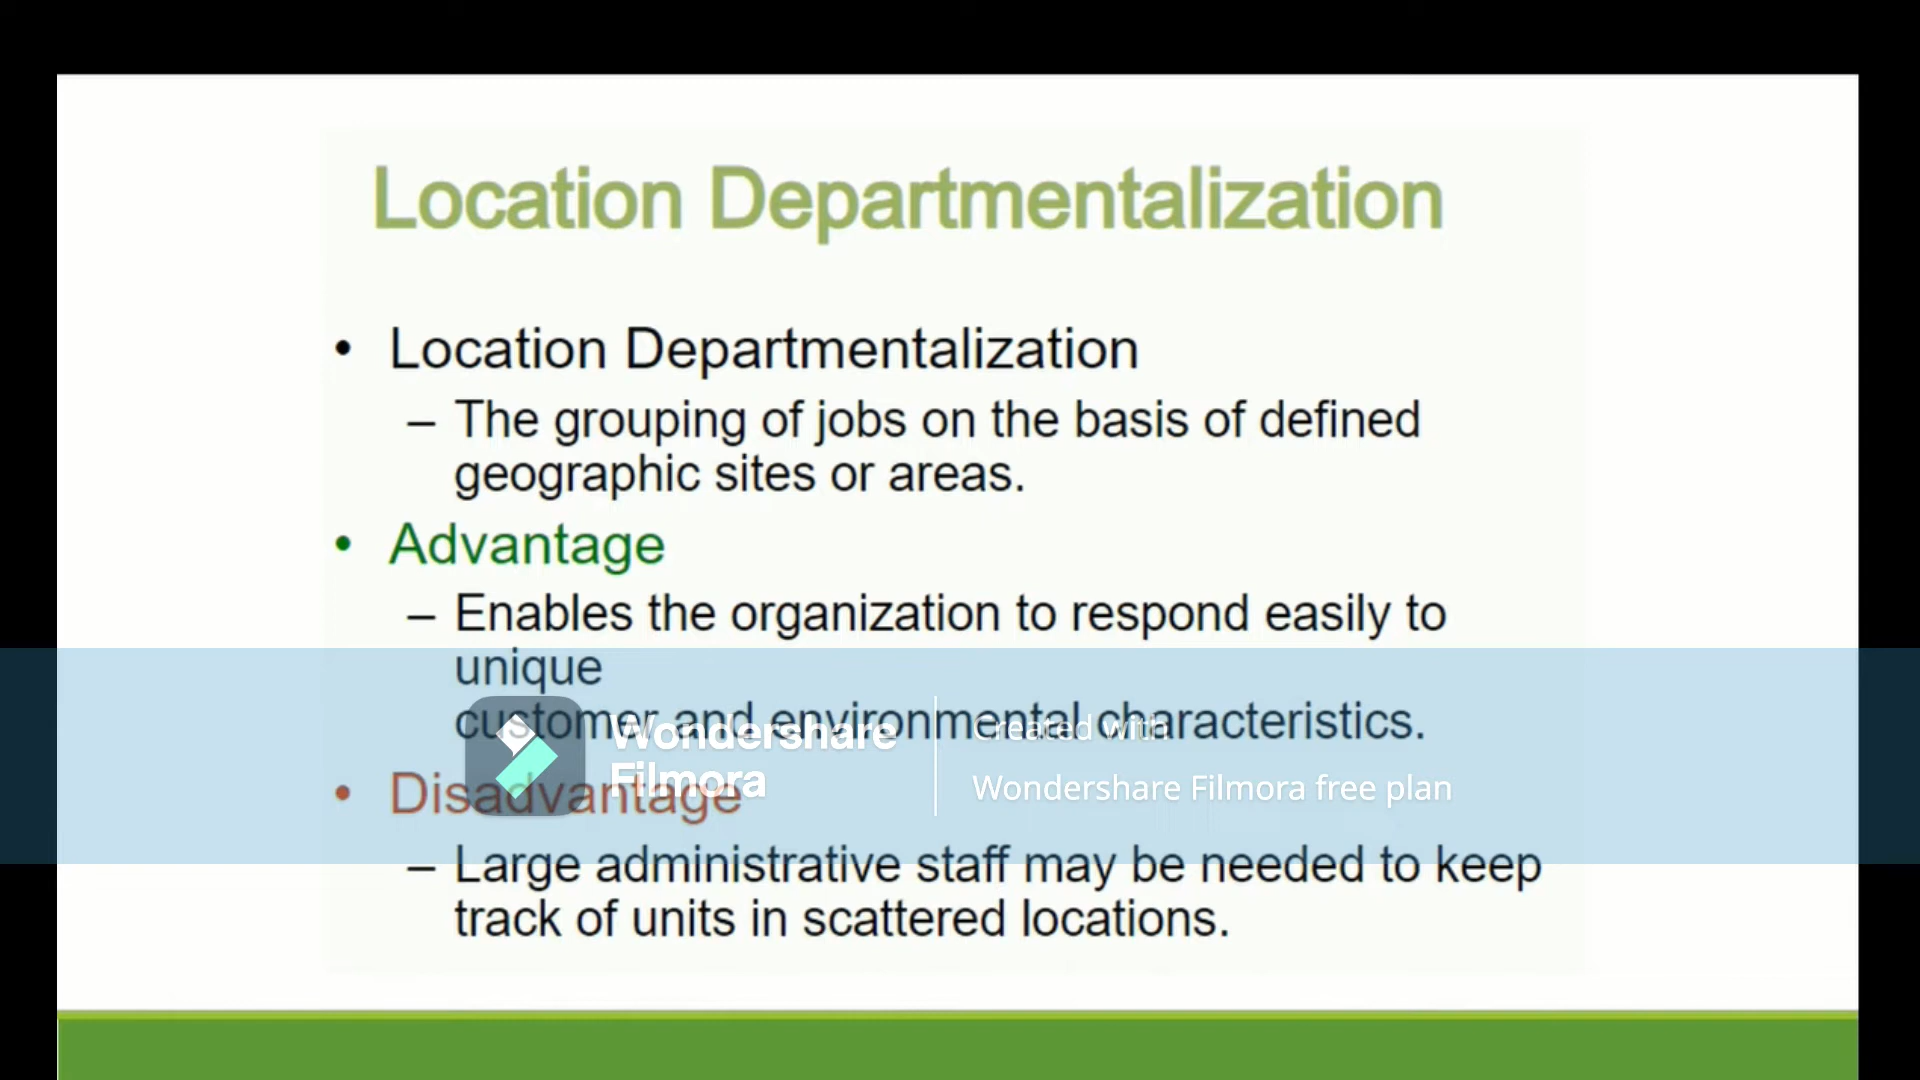 Location Departmentalization
• Location Departmentalization
– The grouping of jobs on the basis of defined
geographic sites or areas.
• Advantage
– Enables the organization to respond easily to
unique
customer and environmental characteristics.
• Disadvantage
– Large administrative staff may be needed to keep
track of units in scattered locations.
Wondershare
Filmora
Created with
Wondershare Filmora free plan